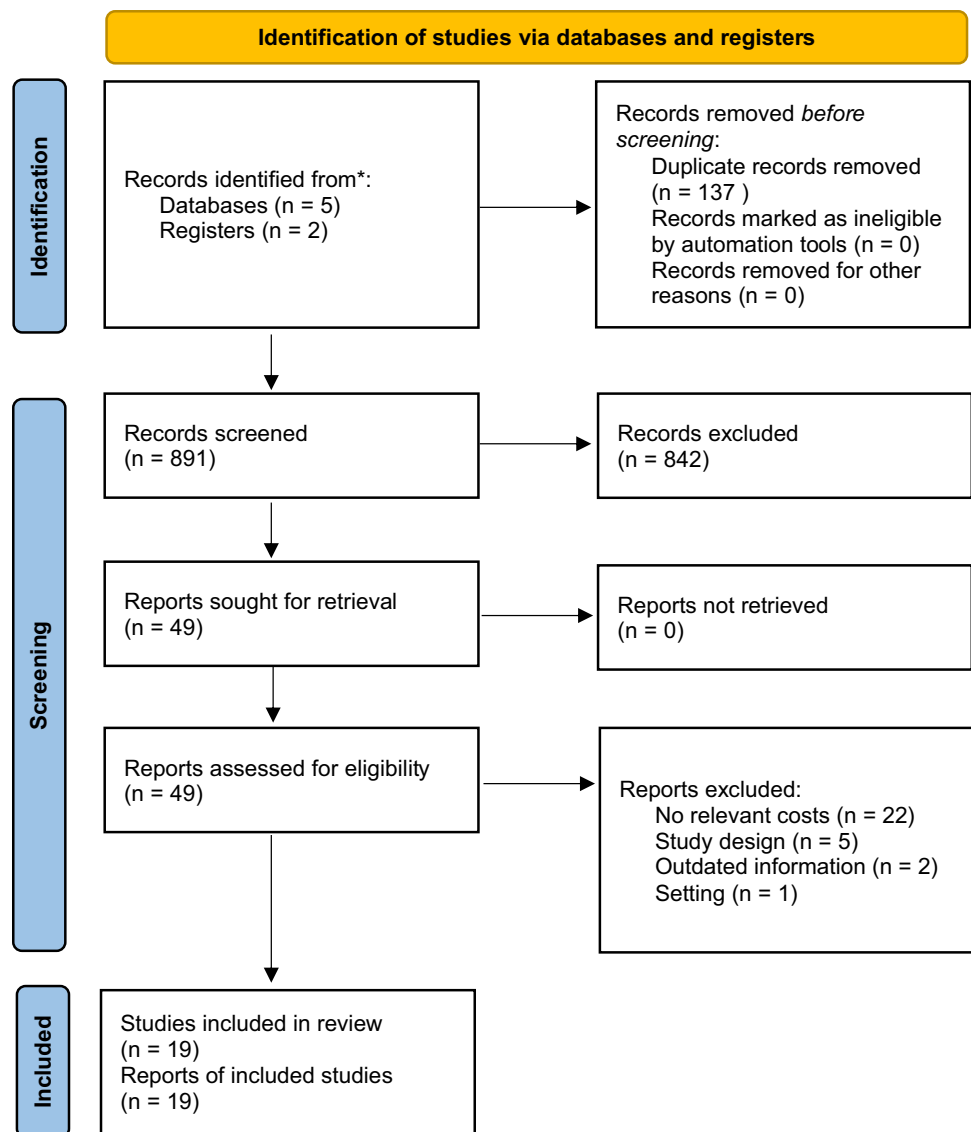 Identification of studies via databases and registers
Identification
Records identified from*:
Databases (n = 5)
Registers (n = 2)
Records removed before
screening:
Duplicate records removed
(n = 137 )
Records marked as ineligible
by automation tools (n = 0)
Records removed for other
reasons (n = 0)
Screening
Records screened
(n = 891)
Records excluded
(n = 842)
Reports sought for retrieval
(n = 49)
Reports not retrieved
(n = 0)
Reports assessed for eligibility
(n = 49)
Reports excluded:
No relevant costs (n = 22)
Study design (n = 5)
Outdated information (n = 2)
Setting (n = 1)
Included
Studies included in review
(n = 19)
Reports of included studies
(n = 19)